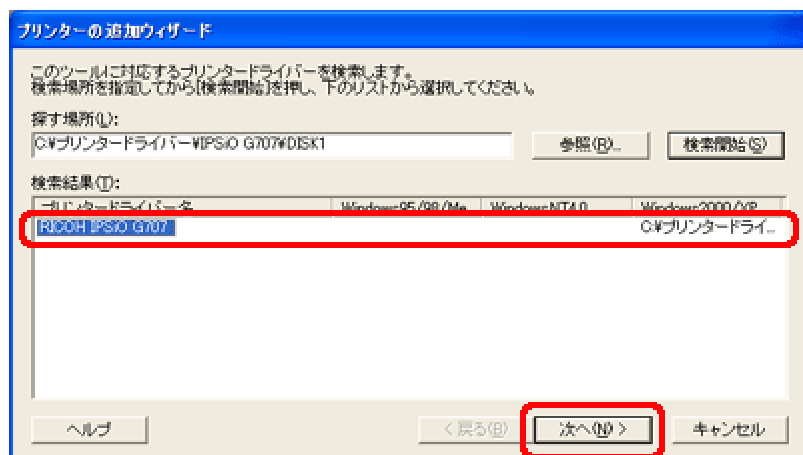 プリンターの追加ウィザード
このツールに対応するプリンタードライバーを検索します。
検索場所を指定してから[検索開始]を押し、下のリストから選択してください。
探す場所(L):
C:¥プリンタードライバー¥IPSiO G707¥DISK1 参照(R)... 検索開始(S)
検索結果(T):
プリンタードライバー名 Windows95/98/Me Windows NT4.0 Windows2000/XP
RICOH IPSiO G707 C:¥プリンタードライ...
ヘルプ < 戻る(B) 次へ(N) > キャンセル